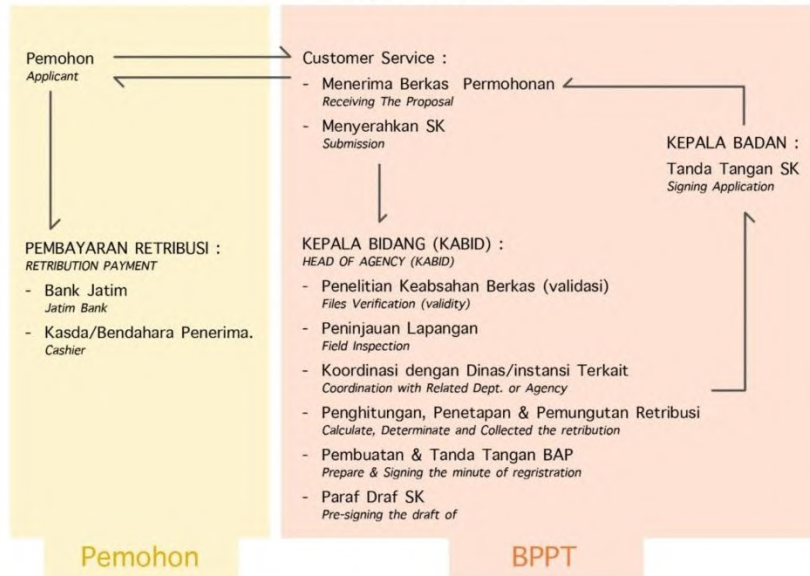 Pemohon
Applicant
PEMBAYARAN RETRIBUSI :
RETRIBUTION PAYMENT
- Bank Jatim
Jatim Bank
- Kasda/Bendahara Penerima.
Cashier
Customer Service :
- Menerima Berkas Permohonan
Receiving The Proposal
- Menyerahkan SK
Submission
KEPALA BIDANG (KABID) :
HEAD OF AGENCY (KABID)
- Penelitian Keabsahan Berkas (validasi)
Files Verification (validity)
- Peninjauan Lapangan
Field Inspection
- Koordinasi dengan Dinas/instansi Terkait
Coordination with Related Dept. or Agency
- Penghitungan, Penetapan & Pemungutan Retribusi
Calculate, Determinate and Collected the retribution
- Pembuatan & Tanda Tangan BAP
Prepare & Signing the minute of regristration
- Paraf Draf SK
Pre-signing the draft of
KEPALA BADAN :
Tanda Tangan SK
Signing Application
Pemohon
BPPT